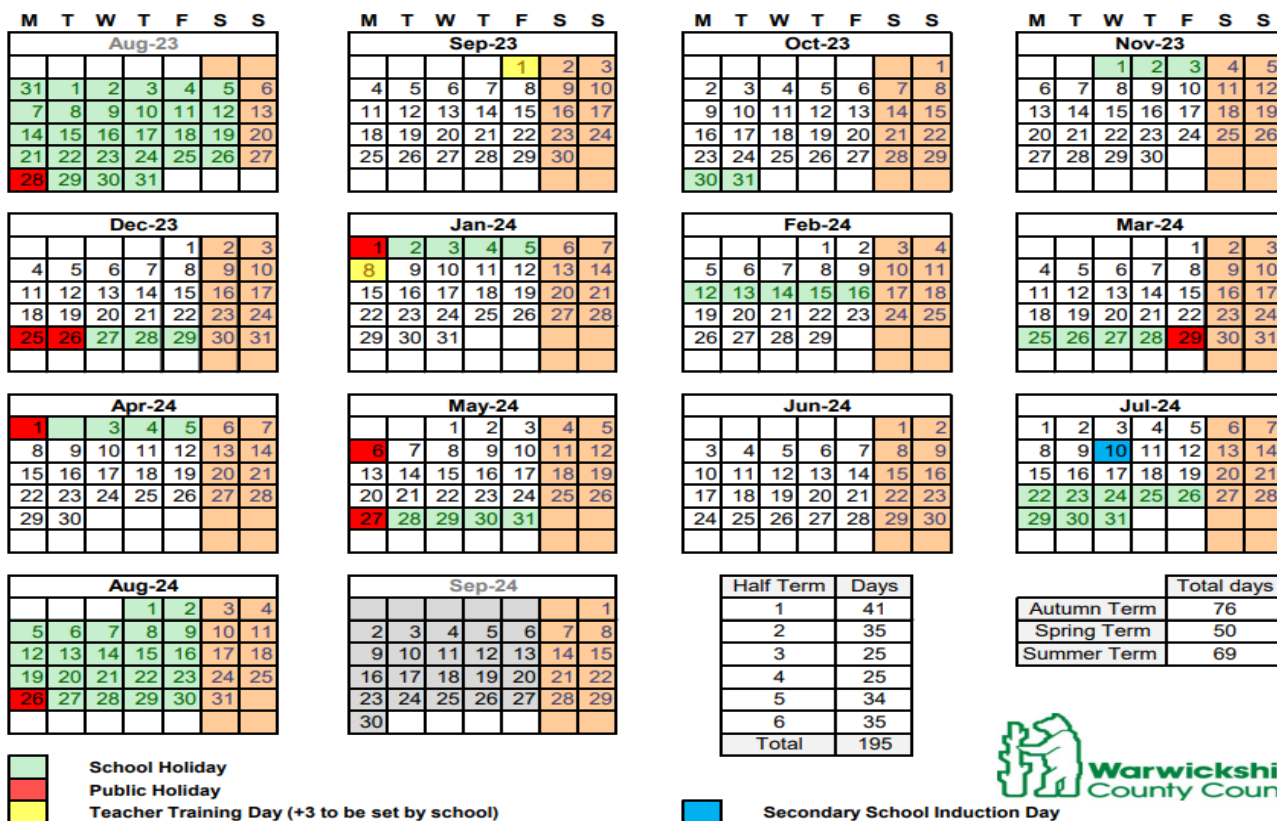 M T W T F S S
Aug-23
31 1 2 3 4 5 6
7 8 9 10 11 12 13
14 15 16 17 18 19 20
21 22 23 24 25 26 27
28 29 30 31
M T W T F S S
Sep-23
1 2 3
4 5 6 7 8 9 10
11 12 13 14 15 16 17
18 19 20 21 22 23 24
25 26 27 28 29 30
M T W T F S S
Oct-23
1
2 3 4 5 6 7 8
9 10 11 12 13 14 15
16 17 18 19 20 21 22
23 24 25 26 27 28 29
30 31
M T W T F S S
Nov-23
1 2 3 4 5
6 7 8 9 10 11 12
13 14 15 16 17 18 19
20 21 22 23 24 25 26
27 28 29 30
Dec-23
1 2 3
4 5 6 7 8 9 10
11 12 13 14 15 16 17
18 19 20 21 22 23 24
25 26 27 28 29 30 31
Jan-24
1 2 3 4 5 6 7
8 9 10 11 12 13 14
15 16 17 18 19 20 21
22 23 24 25 26 27 28
29 30 31
Feb-24
1 2 3 4
5 6 7 8 9 10 11
12 13 14 15 16 17 18
19 20 21 22 23 24 25
26 27 28 29
Mar-24
1 2 3
4 5 6 7 8 9 10
11 12 13 14 15 16 17
18 19 20 21 22 23 24
25 26 27 28 29 30 31
Apr-24
1 3 4 5 6 7
8 9 10 11 12 13 14
15 16 17 18 19 20 21
22 23 24 25 26 27 28
29 30
May-24
1 2 3 4 5
6 7 8 9 10 11 12
13 14 15 16 17 18 19
20 21 22 23 24 25 26
27 28 29 30 31
Jun-24
1 2
3 4 5 6 7 8 9
10 11 12 13 14 15 16
17 18 19 20 21 22 23
24 25 26 27 28 29 30
Jul-24
1 2 3 4 5 6 7
8 9 10 11 12 13 14
15 16 17 18 19 20 21
22 23 24 25 26 27 28
29 30 31
Aug-24
1 2 3 4
5 6 7 8 9 10 11
12 13 14 15 16 17 18
19 20 21 22 23 24 25
26 27 28 29 30 31
Sep-24
1
2 3 4 5 6 7 8
9 10 11 12 13 14 15
16 17 18 19 20 21 22
23 24 25 26 27 28 29
30
Half Term Days
1 41
2 35
3 25
4 25
5 34
6 35
Total 195
Total days
Autumn Term 76
Spring Term 50
Summer Term 69
Warwickshi
County Coun
School Holiday
Public Holiday
Teacher Training Day (+3 to be set by school)
Secondary School Induction Day